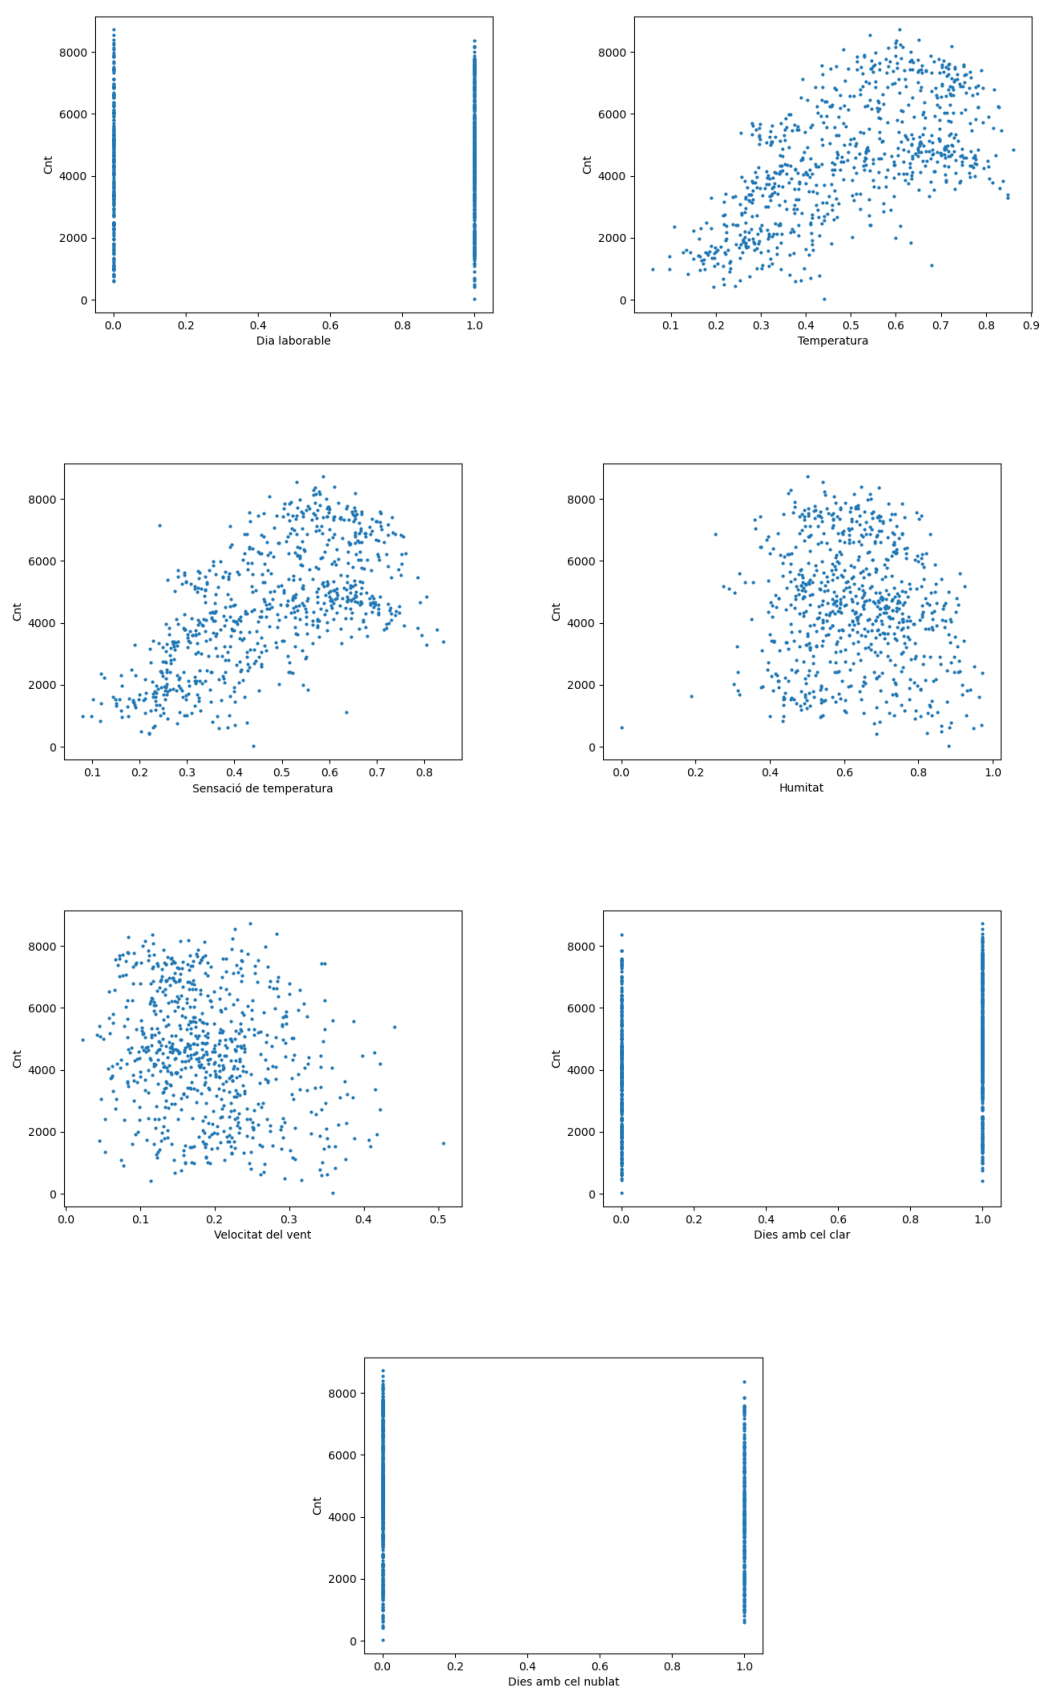 8000
6000
4000
2000
0
Cnt
0.0 0.2 0.4 0.6 0.8 1.0
Dia laborable
8000
6000
4000
2000
0
Cnt
0.1 0.2 0.3 0.4 0.5 0.6 0.7 0.8 0.9
Temperatura
8000
6000
4000
2000
0
Cnt
0.1 0.2 0.3 0.4 0.5 0.6 0.7 0.8
Sensació de temperatura
8000
6000
4000
2000
0
Cnt
0.0 0.2 0.4 0.6 0.8 1.0
Humitat
8000
6000
4000
2000
0
Cnt
0.0 0.1 0.2 0.3 0.4 0.5
Velocitat del vent
8000
6000
4000
2000
0
Cnt
0.0 0.2 0.4 0.6 0.8 1.0
Dies amb cel clar
8000
6000
4000
2000
0
Cnt
0.0 0.2 0.4 0.6 0.8 1.0
Dies amb cel nublat